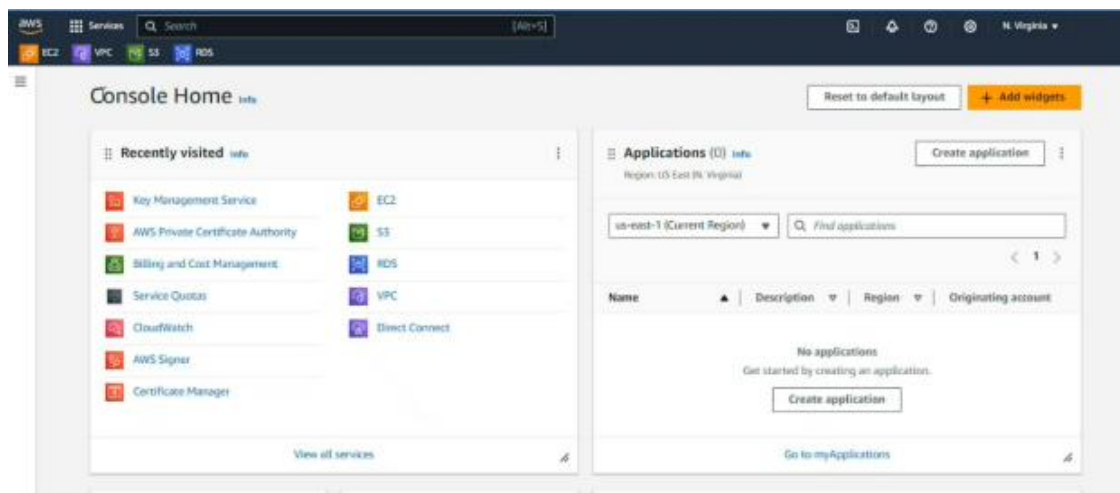 aws Services Search [Alt+S] N. Virginia
EC2 VPC S3 RDS
Console Home Info
Reset to default layout + Add widgets
Recently visited Info
Key Management Service
AWS Private Certificate Authority
Billing and Cost Management
Service Quotas
CloudWatch
AWS Signer
Certificate Manager
EC2
S3
RDS
VPC
Direct Connect
View all services
Applications (0) Info
Create application
Region: US East (N. Virginia)
us-east-1 (Current Region) Find applications
< 1 >
Name Description Region Originating account
No applications
Get started by creating an application.
Create application
Go to myApplications